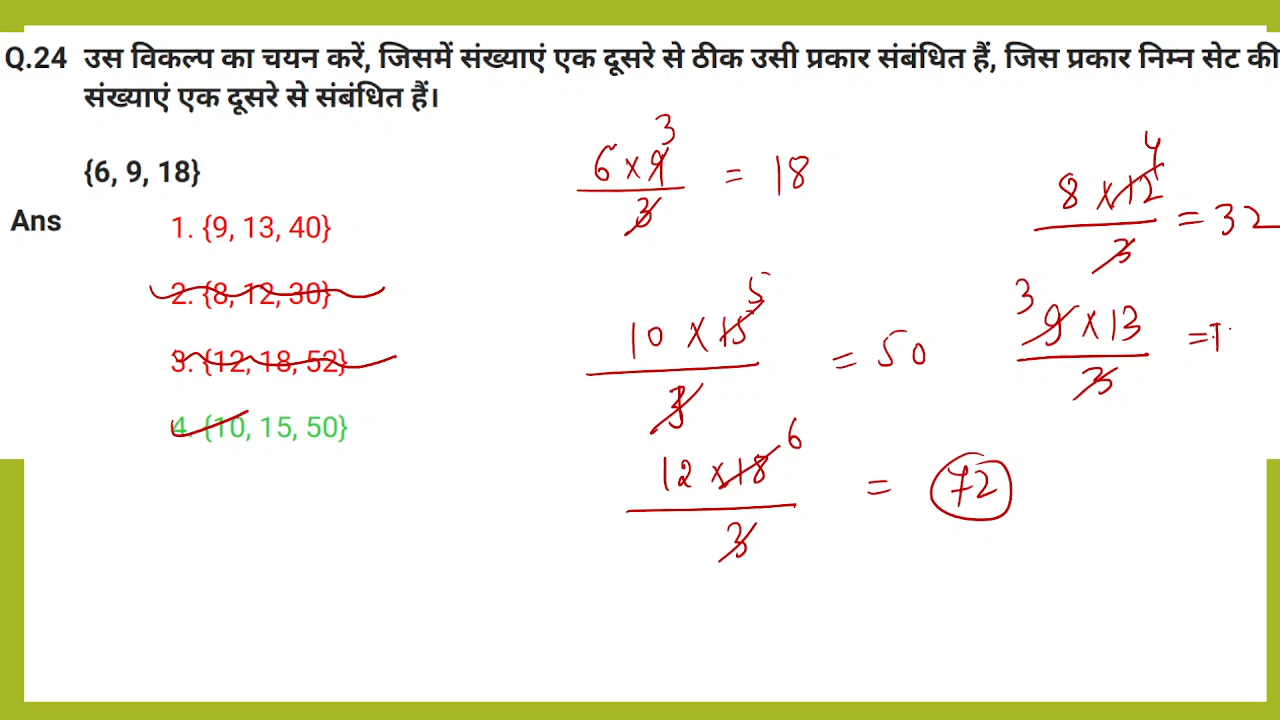 Q.24 उस विकल्प का चयन करें, जिसमें संख्याएं एक दूसरे से ठीक उसी प्रकार संबंधित हैं, जिस प्रकार निम्न सेट की
संख्याएं एक दूसरे से संबंधित हैं।
{6, 9, 18}
Ans
1. {9, 13, 40}
2. {8, 12, 30}
3. {12, 18, 52}
4. {10, 15, 50}
3
6 × 9
3
= 18
5
10 × 15
3
= 50
6
12 × 18
3
= 72
4
8 × 12
3
= 32
3
9 × 13
3
=